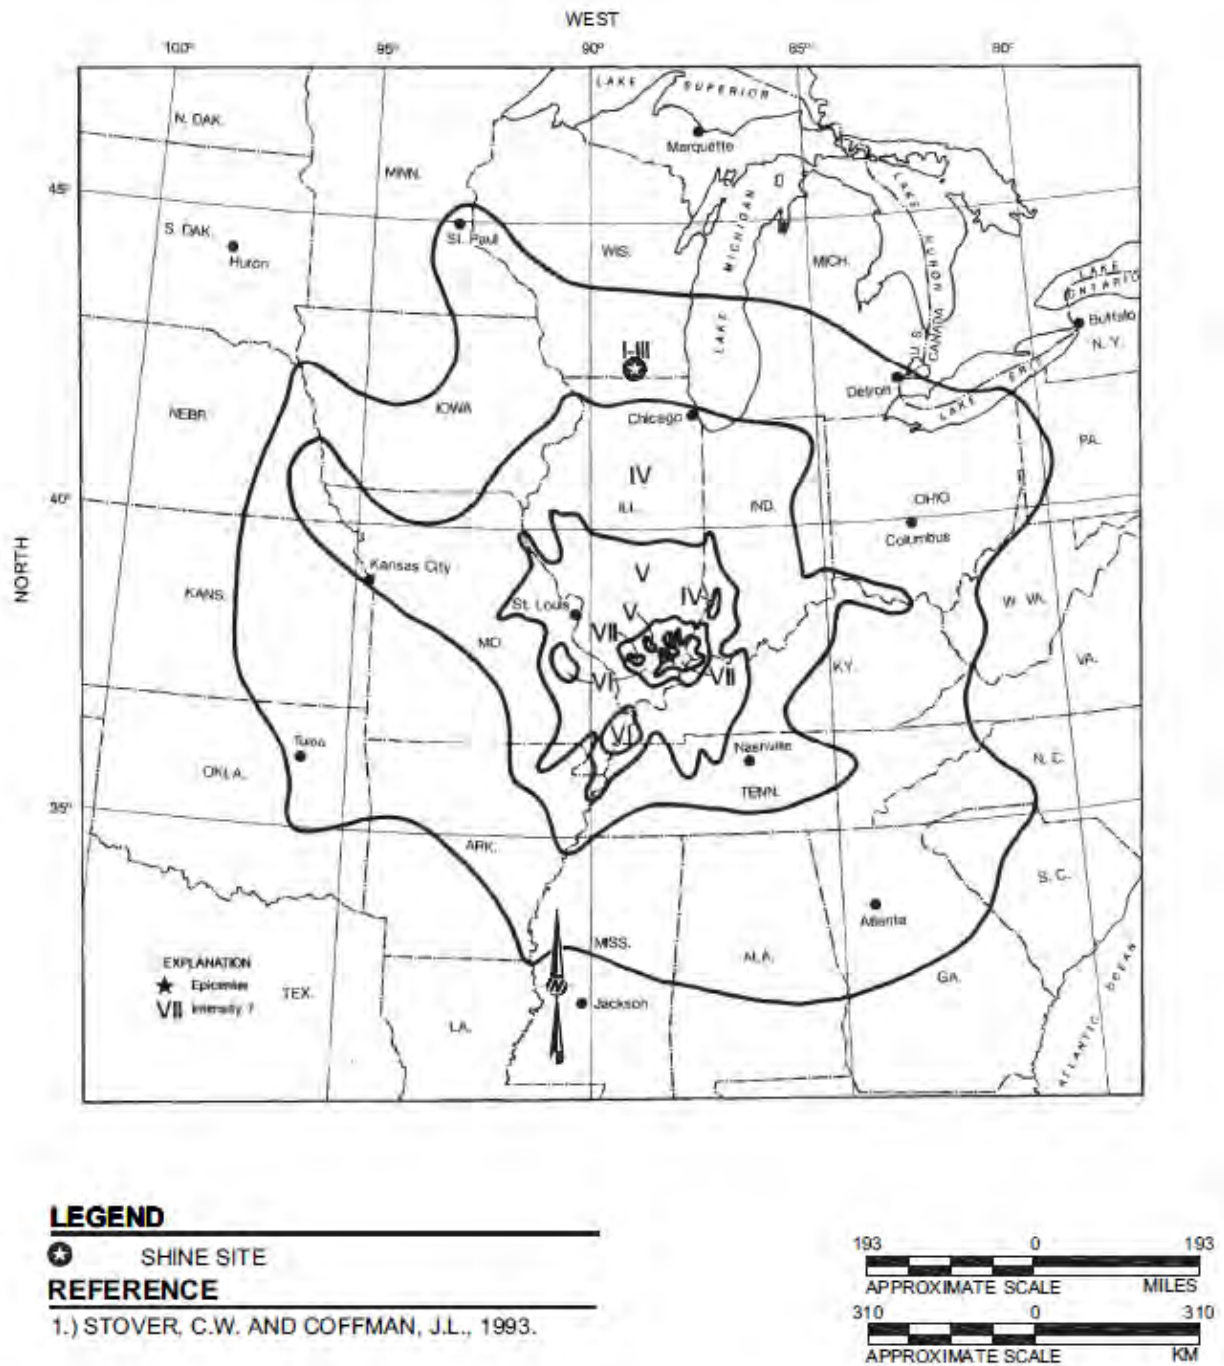 WEST
100° 95° 90° 85° 80°
LAKE SUPERIOR
N. DAK.
Marquette
MINN.
45°
S. DAK.
Huron
St. Paul
WIS.
LAKE MICHIGAN
MICH.
LAKE HURON
LAKE ONTARIO
U S
CANADA
Buffalo
N. Y.
I-III
Detroit
LAKE ERIE
NEBR.
IOWA
Chicago
PA.
IV
40°
ILL.
IND.
OHIO
Columbus
NORTH
Kansas City
KANS.
V
IV
W. VA.
St. Louis
V
MO.
VII
VI
VII
KY.
VA.
VI
Tulsa
Nashville
OKLA.
TENN.
N. C.
35°
ARK.
S. C.
Atlanta
MISS.
ALA.
GA.
EXPLANATION
Epicenter
VII Intensity 7
TEX.
N
Jackson
LA.
ATLANTIC OCEAN
LEGEND
SHINE SITE
REFERENCE
1.) STOVER, C.W. AND COFFMAN, J.L., 1993.
193 0 193
APPROXIMATE SCALE MILES
310 0 310
APPROXIMATE SCALE KM